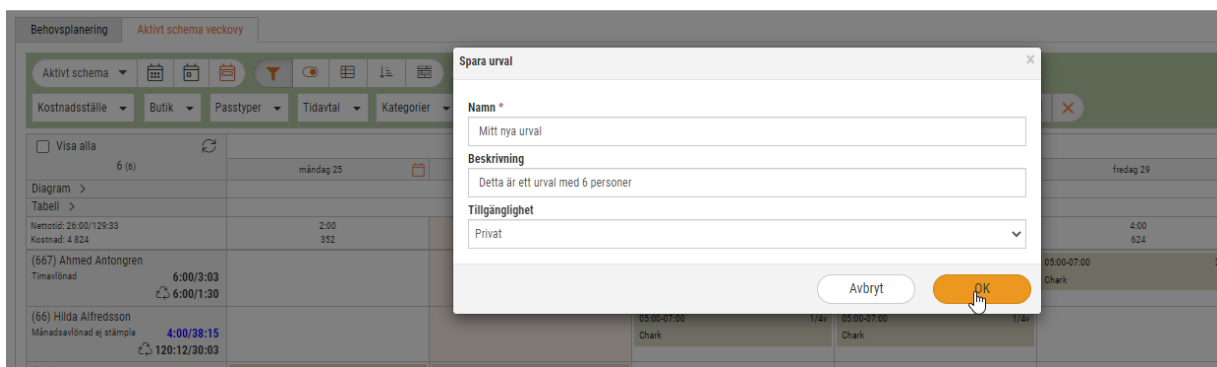 Behovsplanering Aktivt schema veckovy
Aktivt schema
Kostnadsställe Butik Passtyper Tidavtal Kategorier
Spara urval x
Namn *
Mitt nya urval
Beskrivning
Detta är ett urval med 6 personer
Tillgänglighet
Privat
Avbryt OK
Visa alla
6 (6) måndag 25 fredag 29
Diagram >
Tabell >
Nettotid: 26:00/129:33 2:00 4:00
Kostnad: 4 824 352 624
(667) Ahmed Antongren 05:00-07:00
Timavlönad 6:00/3:03 Chark
6:00/1:30
(66) Hilda Alfredsson 05:00-07:00 1/4v 05:00-07:00 1/4v
Månadsavlönad ej stämpla 4:00/38:15 Chark Chark
120:12/30:03